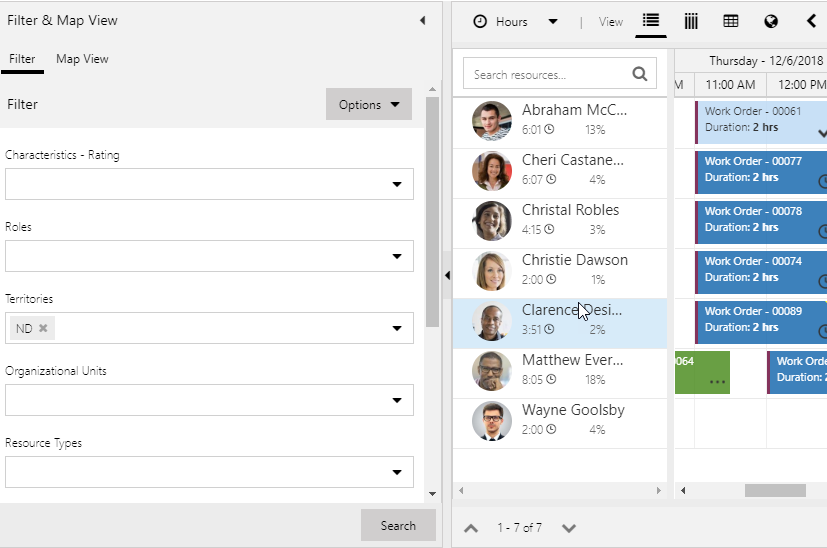 Filter & Map View
Filter Map View
Filter
Options
Characteristics - Rating
Roles
Territories
ND
Organizational Units
Resource Types
Search
Hours
View
Search resources...
Abraham McC...
6:01 13%
Cheri Castane...
6:07 4%
Christal Robles
4:15 3%
Christie Dawson
2:00 1%
Clarence Desi...
3:51 2%
Matthew Ever...
8:05 18%
Wayne Goolsby
2:00 4%
1 - 7 of 7
Thursday - 12/6/2018
M 11:00 AM 12:00 PM
Work Order - 00061
Duration: 2 hrs
Work Order - 00077
Duration: 2 hrs
Work Order - 00078
Duration: 2 hrs
Work Order - 00074
Duration: 2 hrs
Work Order - 00089
Duration: 2 hrs
0064
...
Work Ord
Duration: 2